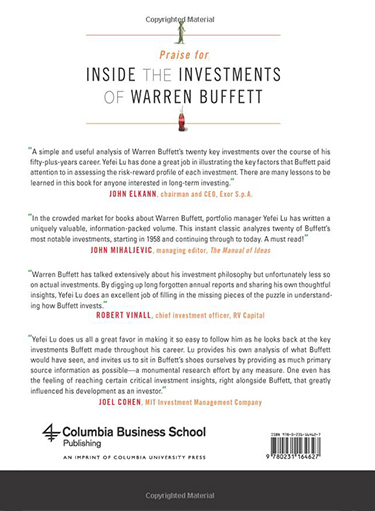 Copyrighted Material
Praise for
INSIDE THE INVESTMENTS
OF WARREN BUFFETT
"A simple and useful analysis of Warren Buffett's twenty key investments over the course of his
fifty-plus-years career. Yefei Lu has done a great job in illustrating the key factors that Buffett paid
attention to in assessing the risk-reward profile of each investment. There are many lessons to be
learned in this book for anyone interested in long-term investing."
JOHN ELKANN, chairman and CEO, Exor S.p.A.
"In the crowded market for books about Warren Buffett, portfolio manager Yefei Lu has written a
uniquely valuable, information-packed volume. This instant classic analyzes twenty of Buffett's
most notable investments, starting in 1958 and continuing through to today. A must read!"
JOHN MIHALJEVIC, managing editor, The Manual of Ideas
"Warren Buffett has talked extensively about his investment philosophy but unfortunately less so
on actual investments. By digging up long forgotten annual reports and sharing his own thoughtful
insights, Yefei Lu does an excellent job of filling in the missing pieces of the puzzle in understand-
ing how Buffett invests."
ROBERT VINALL, chief investment officer, RV Capital
"Yefei Lu does us all a great favor in making it so easy to follow him as he looks back at the key
investments Buffett made throughout his career. Lu provides his own analysis of what Buffett
would have seen, and invites us to sit in Buffett's shoes ourselves by providing as much primary
source information as possible—a monumental research effort by any measure. One even has
the feeling of reaching certain critical investment insights, right alongside Buffett, that greatly
influenced his development as an investor."
JOEL COHEN, MIT Investment Management Company
Columbia Business School
Publishing
AN IMPRINT OF COLUMBIA UNIVERSITY PRESS
ISBN 978-0-231-16462-7
9780231164627
Copyrighted Material